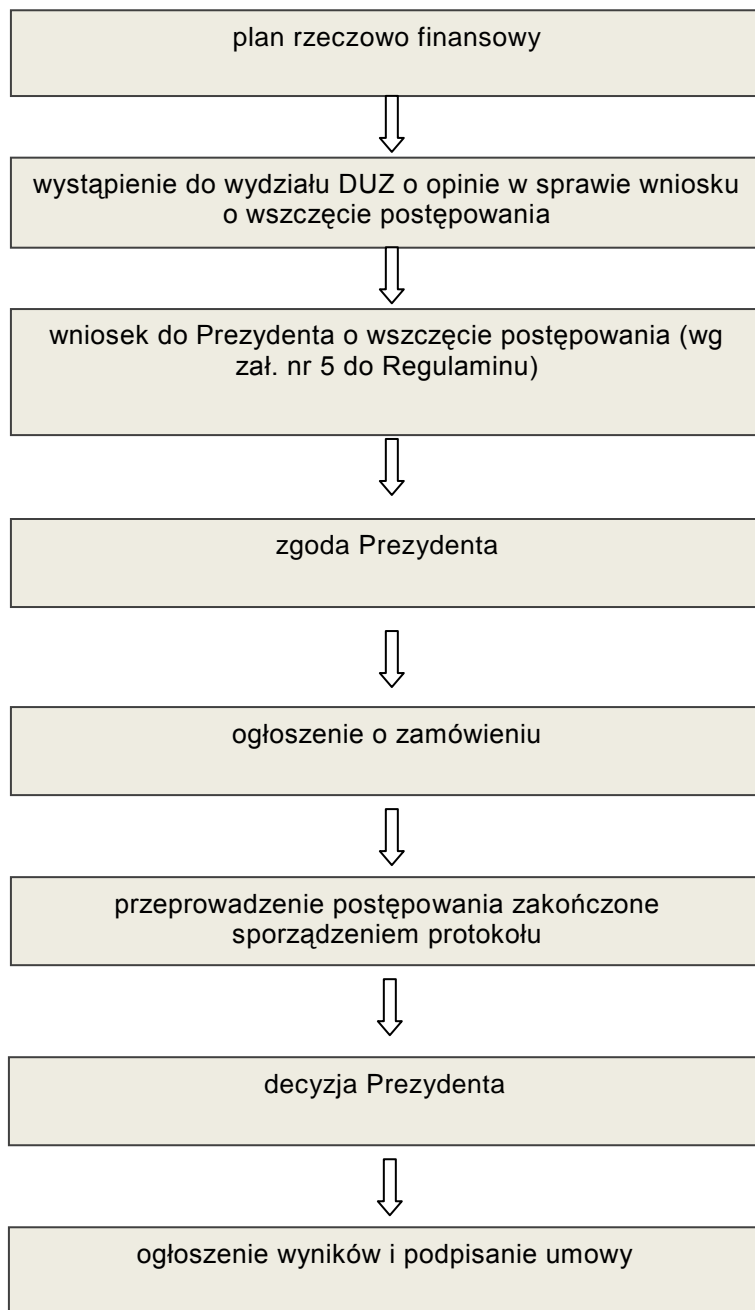 plan rzeczowo finansowy
wystąpienie do wydziału DUZ o opinie w sprawie wniosku
o wszczęcie postępowania
wniosek do Prezydenta o wszczęcie postępowania (wg
zał. nr 5 do Regulaminu)
zgoda Prezydenta
ogłoszenie o zamówieniu
przeprowadzenie postępowania zakończone
sporządzeniem protokołu
decyzja Prezydenta
ogłoszenie wyników i podpisanie umowy